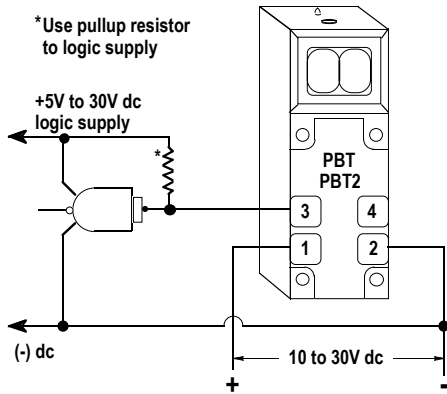 *Use pullup resistor
to logic supply
+5V to 30V dc
logic supply
*
PBT
PBT2
3 4
1 2
(-) dc
10 to 30V dc
+ -